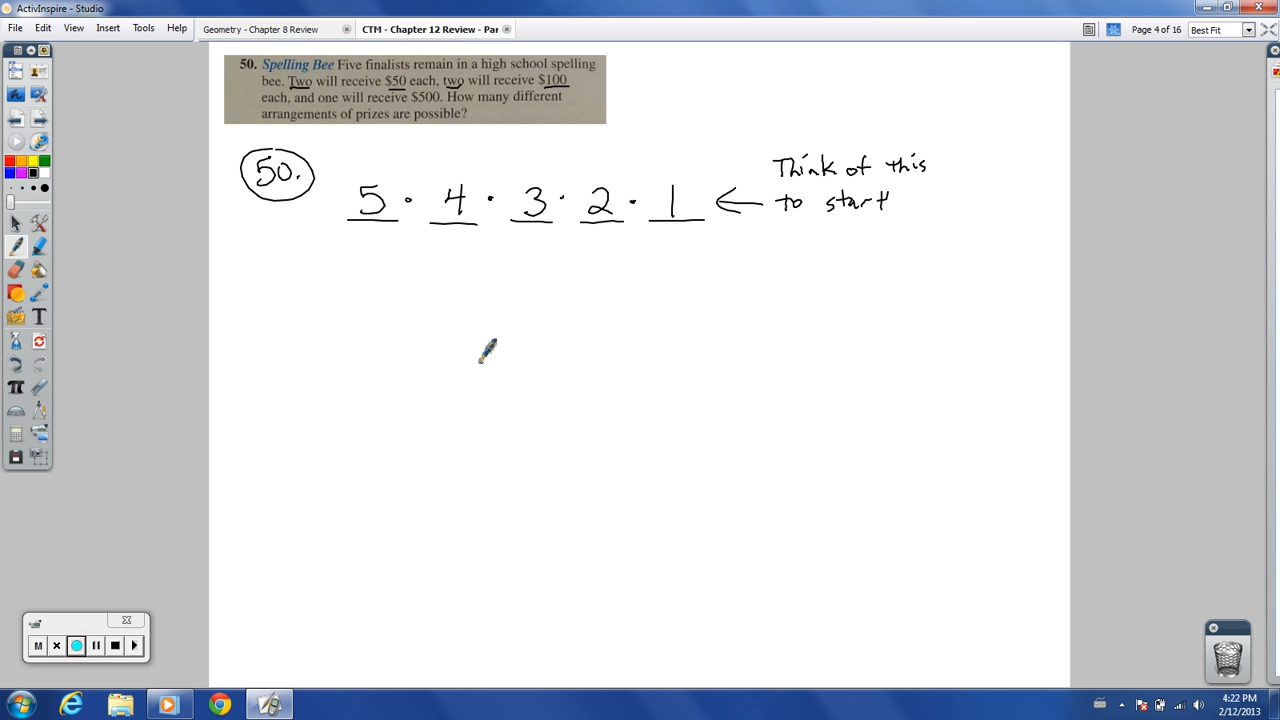 ActivInspire - Studio
File Edit View Insert Tools Help
Geometry - Chapter 8 Review
CTM - Chapter 12 Review - Par
Page 4 of 16
Best Fit
50. Spelling Bee Five finalists remain in a high school spelling
bee. Two will receive $50 each, two will receive $100
each, and one will receive $500. How many different
arrangements of prizes are possible?
50.
5 · 4 · 3 · 2 · 1
Think of this
to start
M
4:22 PM
2/12/2013